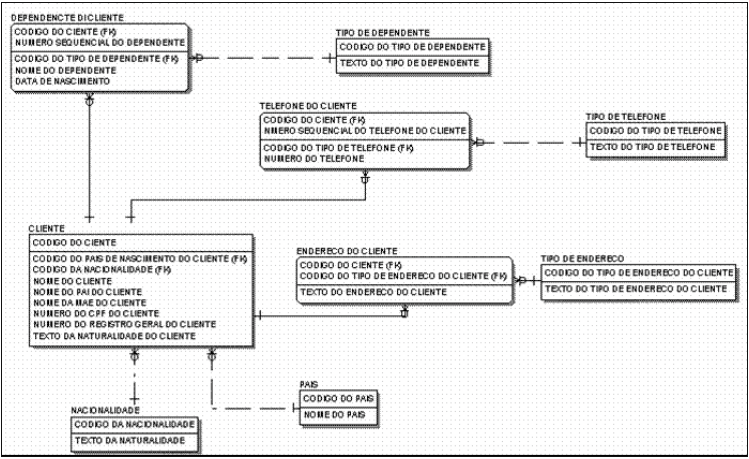 DEPENDENCTE DI CLIENTE
CODIGO DO CIENTE (FK)
NUMERO SEQUENCIAL DO DEPENDENTE
CODIGO DO TIPO DE DEPENDENTE (FK)
NOME DO DEPENDENTE
DATA DE NASCIMENTO
TIPO DE DEPENDENTE
CODIGO DO TIPO DE DEPENDENTE
TEXTO DO TIPO DE DEPENDENTE
TELEFONE DO CLIENTE
CODIGO DO CIENTE (FK)
NUMERO SEQUENCIAL DO TELEFONE DO CLIENTE
CODIGO DO TIPO DE TELEFONE (FK)
NUMERO DO TELEFONE
TIPO DE TELEFONE
CODIGO DO TIPO DE TELEFONE
TEXTO DO TIPO DE TELEFONE
CLIENTE
CODIGO DO CIENTE
CODIGO DO PAIS DE NASCIMENTO DO CLIENTE (FK)
CODIGO DA NACIONALIDADE (FK)
NOME DO CLIENTE
NOME DO PAI DO CLIENTE
NOME DA MAE DO CLIENTE
NUMERO DO CPF DO CLIENTE
NUMERO DO REGISTRO GERAL DO CLIENTE
TEXTO DA NATURALIDADE DO CLIENTE
ENDERECO DO CLIENTE
CODIGO DO CIENTE (FK)
CODIGO DO TIPO DE ENDERECO DO CLIENTE (FK)
TEXTO DO ENDERECO DO CLIENTE
TIPO DE ENDERECO
CODIGO DO TIPO DE ENDERECO DO CLIENTE
TEXTO DO TIPO DE ENDERECO DO CLIENTE
NACIONALIDADE
CODIGO DA NACIONALIDADE
TEXTO DA NATURALIDADE
PAIS
CODIGO DO PAIS
NOME DO PAIS